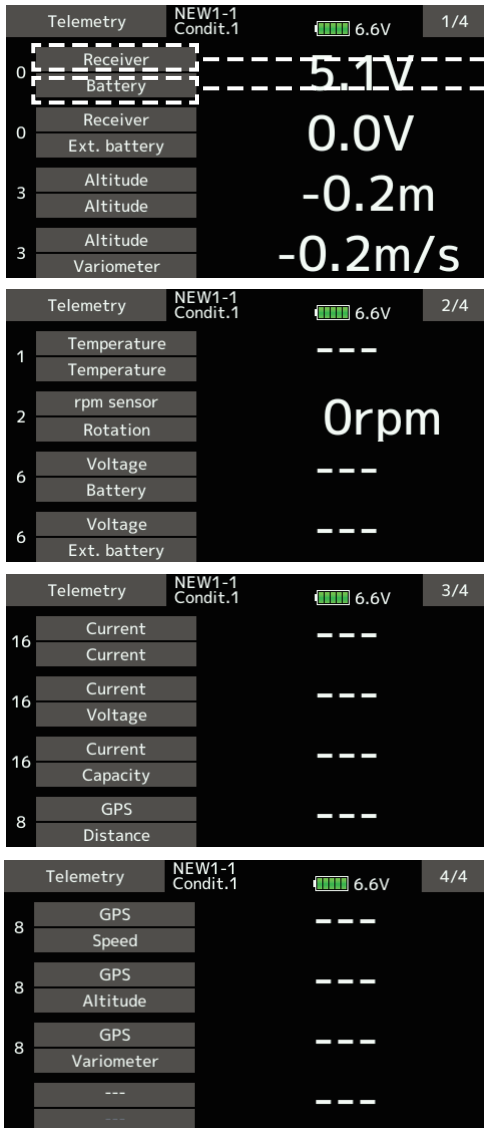 Telemetry NEW1-1 Condit.1 6.6V 1/4
Receiver
0 5.1V
Battery
Receiver
0 0.0V
Ext. battery
Altitude
3 -0.2m
Altitude
Altitude
3 -0.2m/s
Variometer
Telemetry NEW1-1 Condit.1 6.6V 2/4
Temperature
1 ---
Temperature
rpm sensor
2 0rpm
Rotation
Voltage
6 ---
Battery
Voltage
6 ---
Ext. battery
Telemetry NEW1-1 Condit.1 6.6V 3/4
Current
16 ---
Current
Current
16 ---
Voltage
Current
16 ---
Capacity
GPS
8 ---
Distance
Telemetry NEW1-1 Condit.1 6.6V 4/4
GPS
8 ---
Speed
GPS
8 ---
Altitude
GPS
8 ---
Variometer
---
---
---